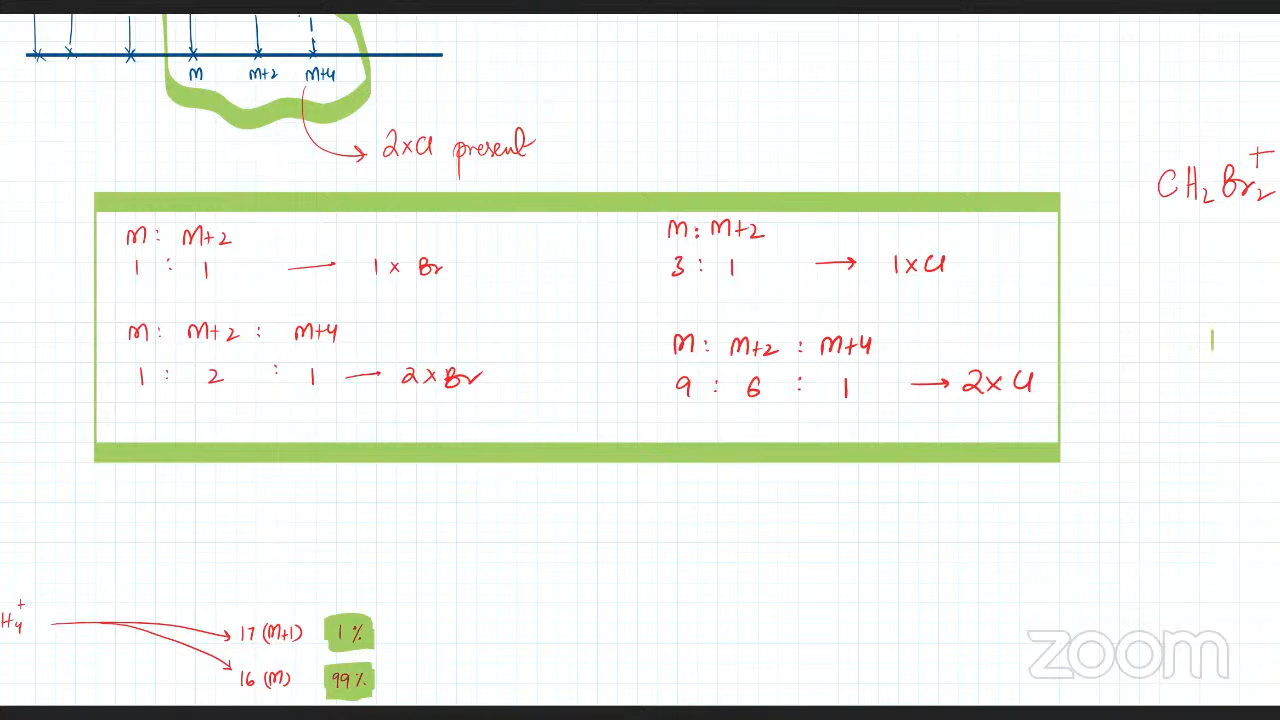 M M+2 M+4
2×Cl present
CH2Br2+
M : M+2
1 : 1 → 1 × Br
M : M+2 : M+4
1 : 2 : 1 → 2 × Br
M : M+2
3 : 1 → 1×Cl
M : M+2 : M+4
9 : 6 : 1 → 2×Cl
H4+
17 (M+1) 1 %
16 (M) 99%
zoom